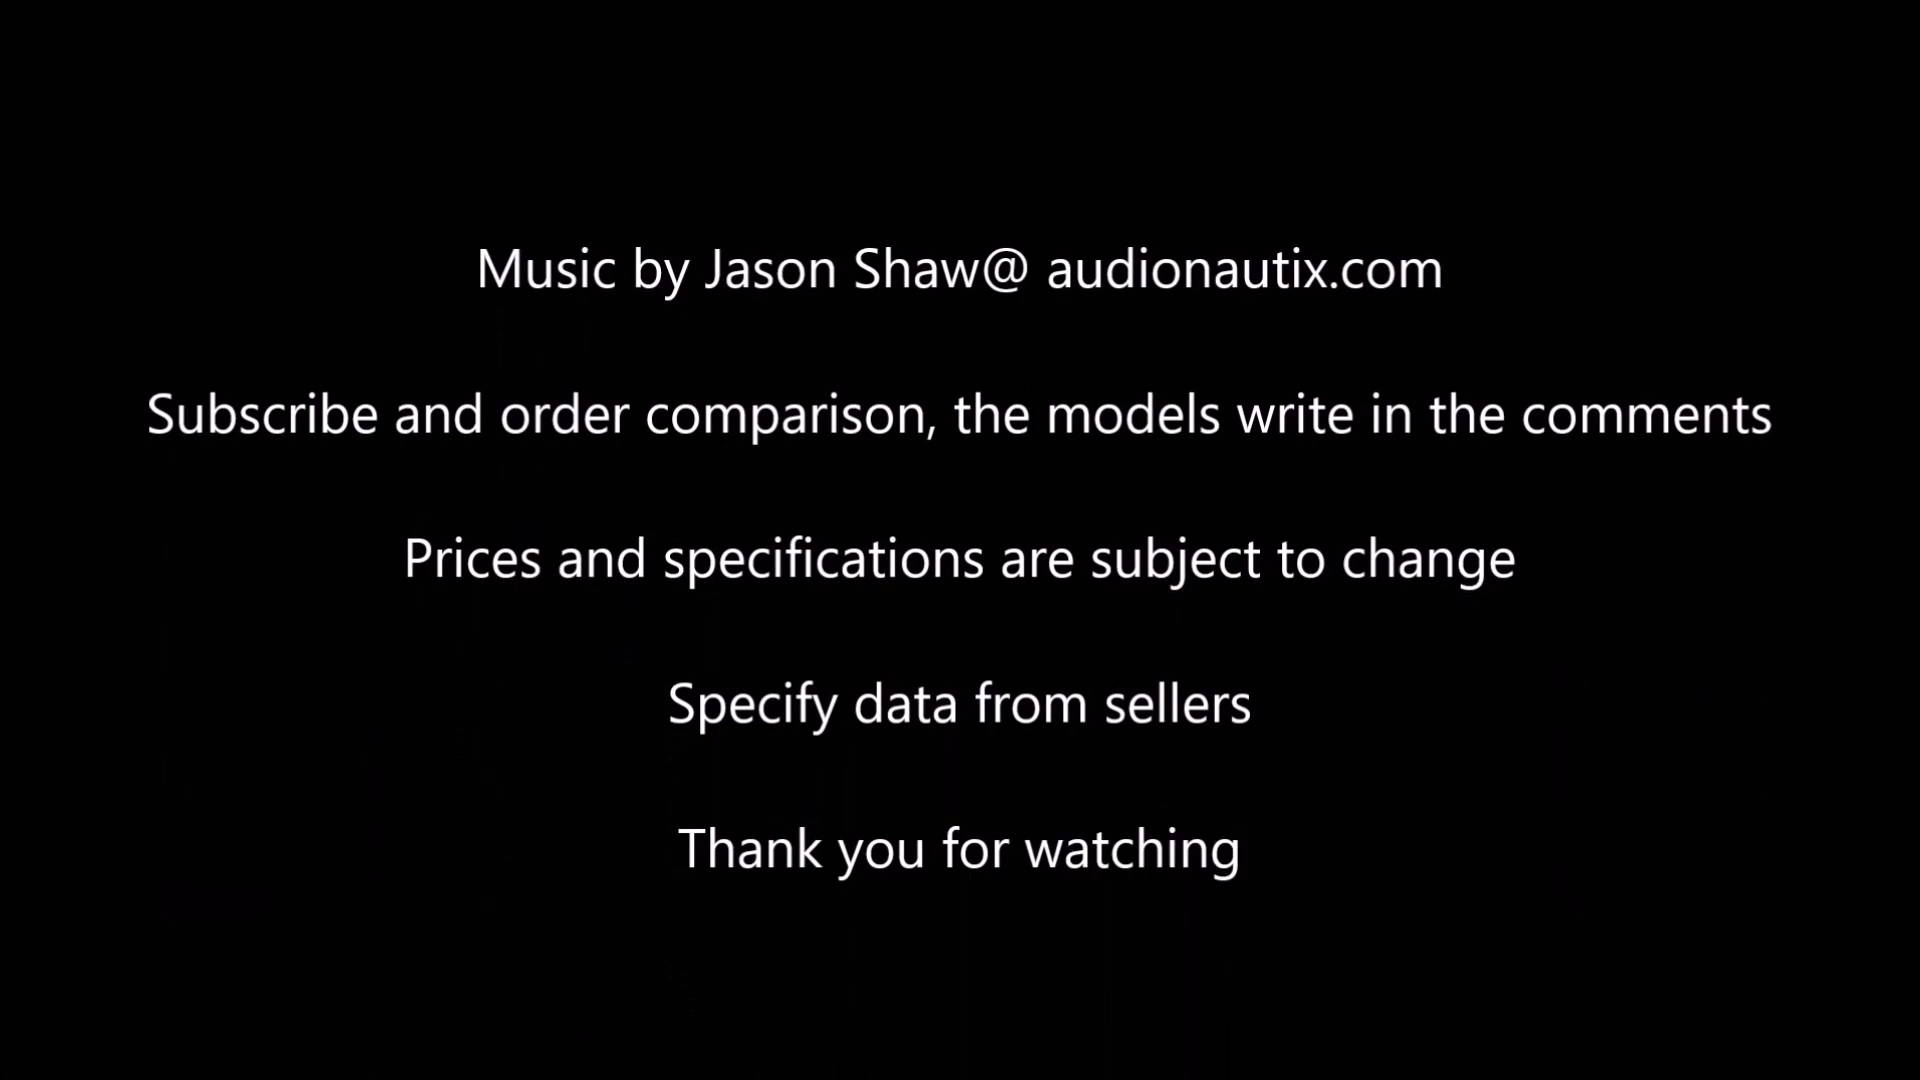 Music by Jason Shaw@ audionautix.com
Subscribe and order comparison, the models write in the comments
Prices and specifications are subject to change
Specify data from sellers
Thank you for watching